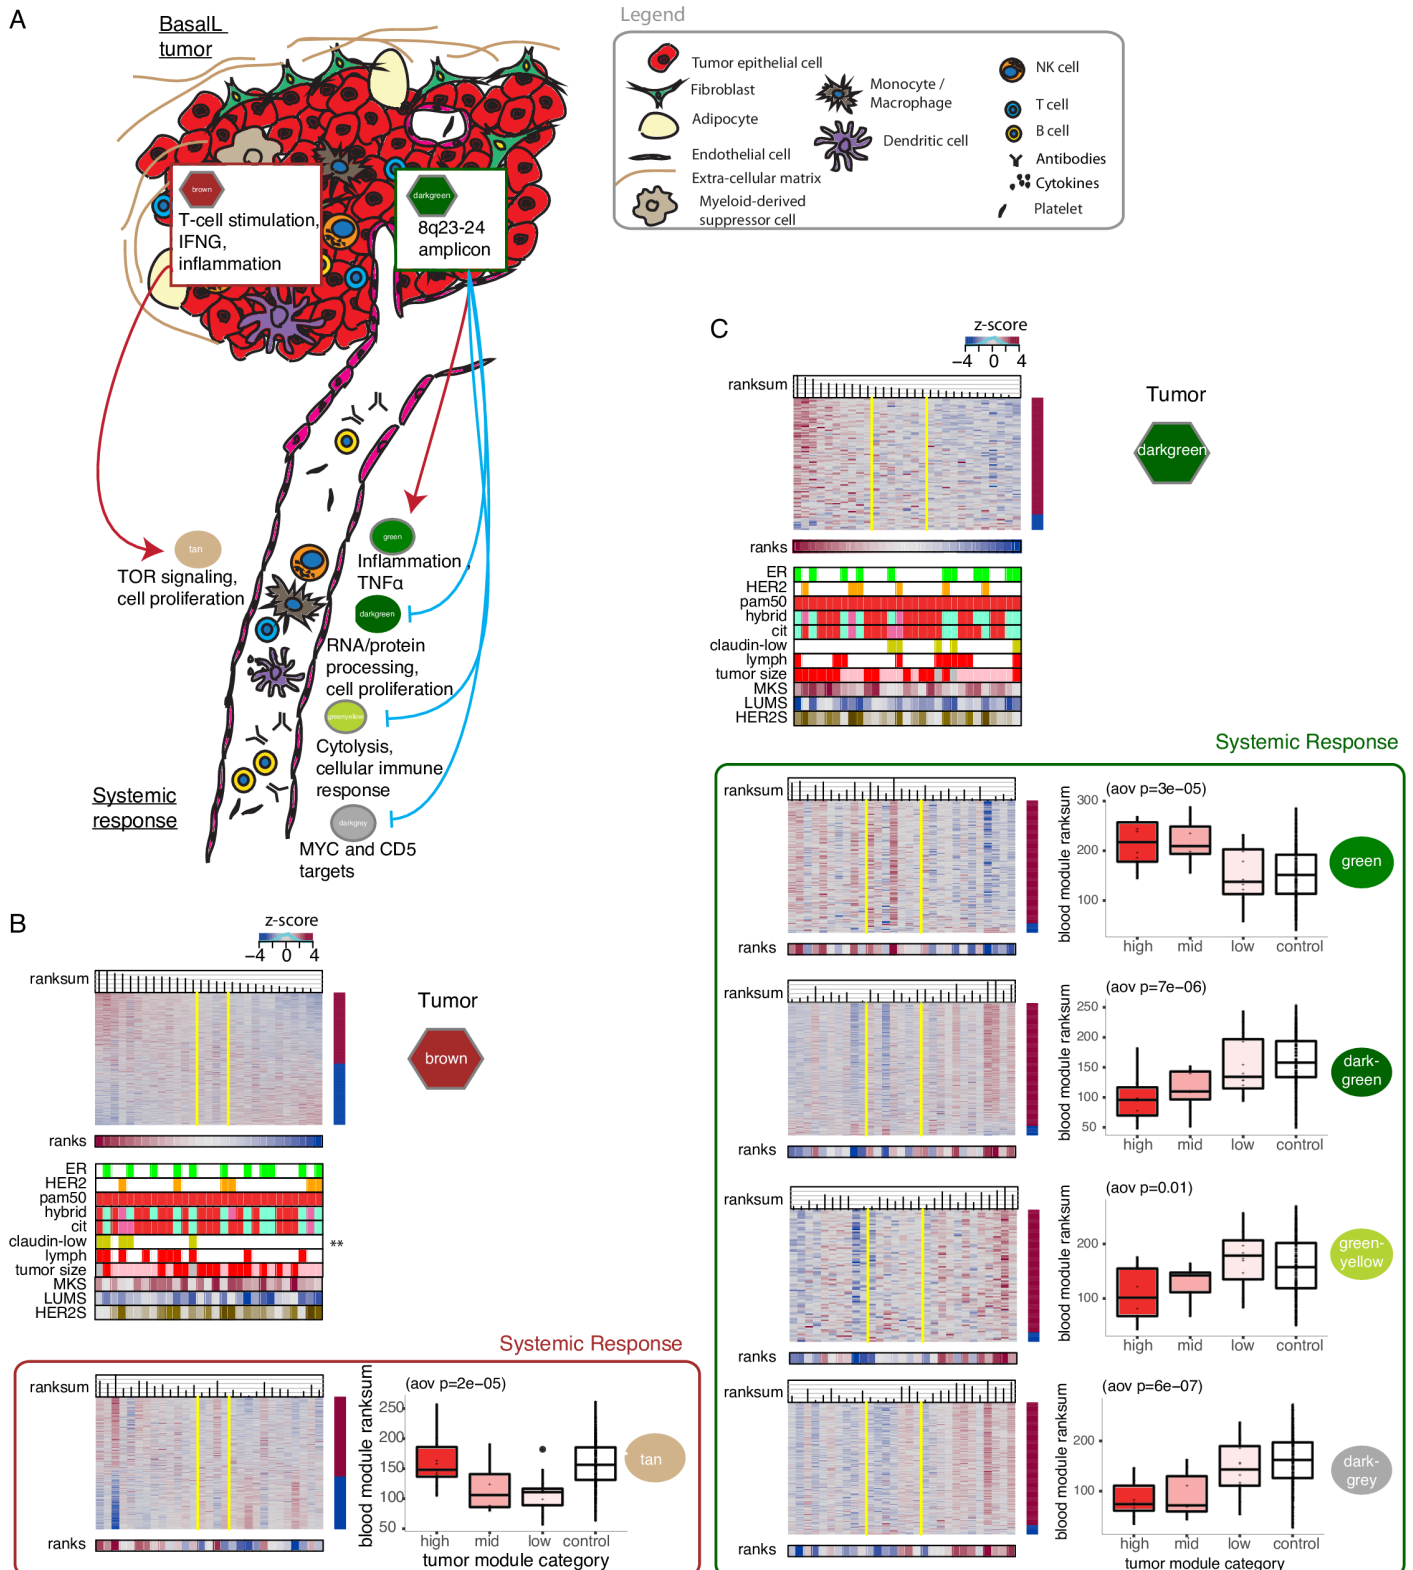 A
BasalL
tumor
brown
T-cell stimulation,
IFNG,
inflammation
darkgreen
8q23-24
amplicon
tan
TOR signaling,
cell proliferation
green
Inflammation,
TNFα
darkgreen
RNA/protein
processing,
cell proliferation
greenyellow
Cytolysis,
cellular immune
response
darkgrey
MYC and CD5
targets
Systemic
response
Legend
Tumor epithelial cell
Fibroblast
Adipocyte
Endothelial cell
Extra-cellular matrix
Myeloid-derived
suppressor cell
Monocyte /
Macrophage
Dendritic cell
NK cell
T cell
B cell
Antibodies
Cytokines
Platelet
B
z-score
−4 0 4
ranksum
Tumor
brown
ranks
ER
HER2
pam50
hybrid
cit
claudin-low **
lymph
tumor size
MKS
LUMS
HER2S
Systemic Response
ranksum
ranks
(aov p=2e−05)
blood module ranksum
250
200
150
100
50
high mid low control
tumor module category
tan
C
z-score
−4 0 4
ranksum
Tumor
darkgreen
ranks
ER
HER2
pam50
hybrid
cit
claudin-low
lymph
tumor size
MKS
LUMS
HER2S
Systemic Response
ranksum
ranks
(aov p=3e−05)
blood module ranksum
300
200
100
high mid low control
green
ranksum
ranks
(aov p=7e−06)
blood module ranksum
250
200
150
100
50
high mid low control
dark-
green
ranksum
ranks
(aov p=0.01)
blood module ranksum
200
100
high mid low control
green-
yellow
ranksum
ranks
(aov p=6e−07)
blood module ranksum
200
100
high mid low control
tumor module category
dark-
grey